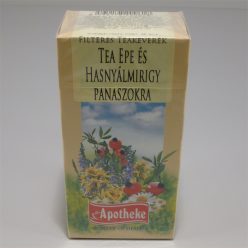 FILTERES TEAKEVERÉK
TEA EPE ÉS
HASNYÁLMIRIGY
PANASZOKRA
Apotheke